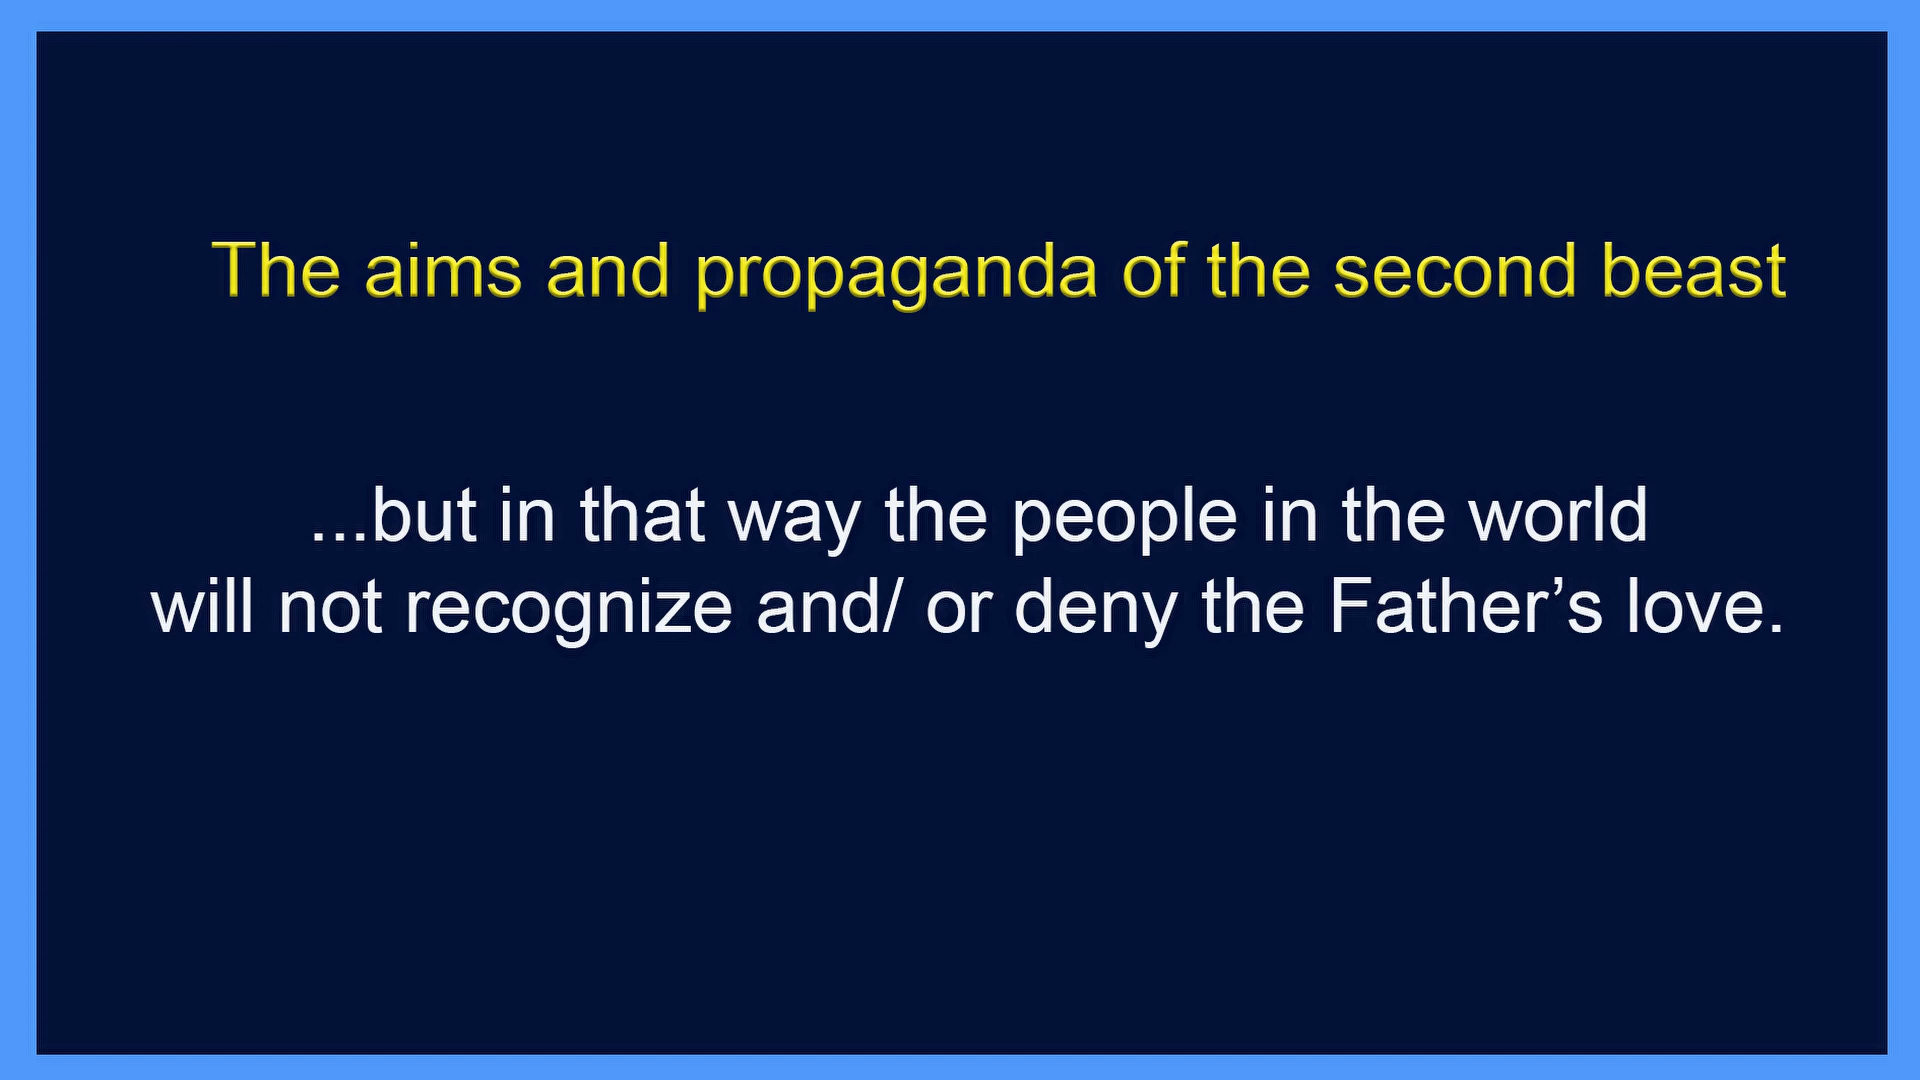 The aims and propaganda of the second beast
...but in that way the people in the world
will not recognize and/ or deny the Father’s love.